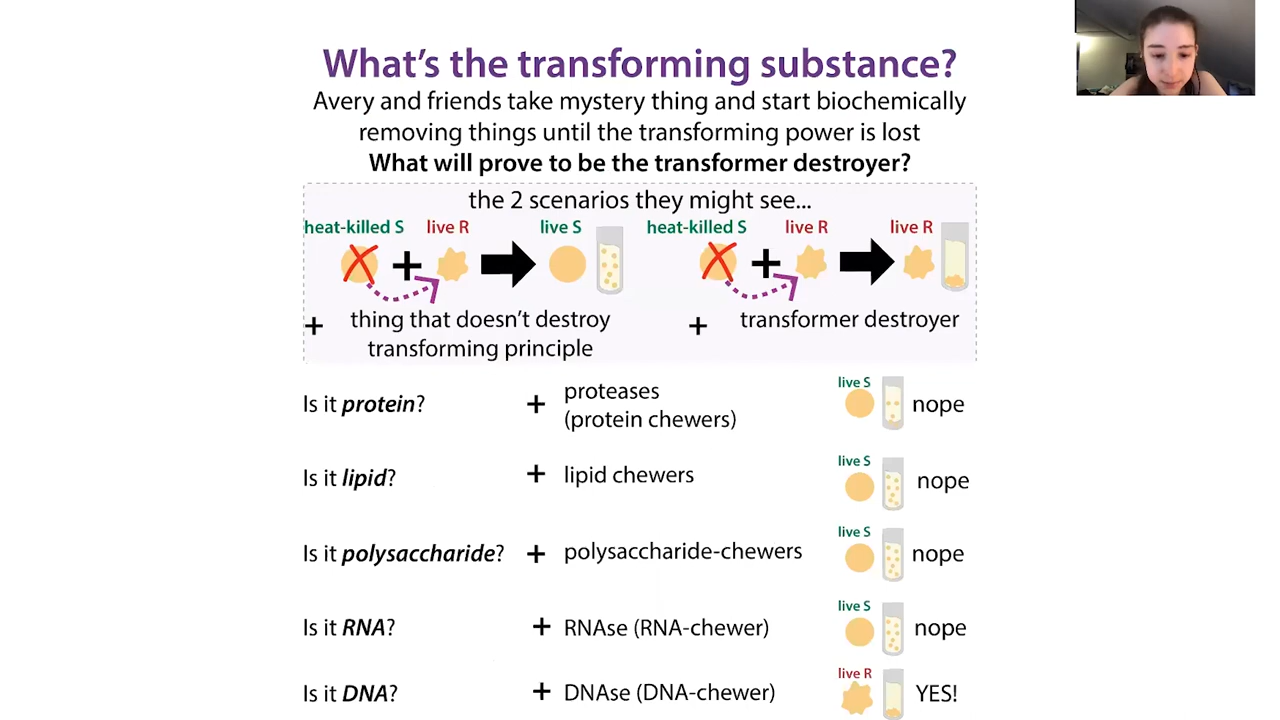 What's the transforming substance?
Avery and friends take mystery thing and start biochemically
removing things until the transforming power is lost
What will prove to be the transformer destroyer?
the 2 scenarios they might see...
heat-killed S live R live S heat-killed S live R live R
+ + 
+ thing that doesn't destroy + transformer destroyer
transforming principle
live S
Is it protein? + proteases nope
(protein chewers)
live S
Is it lipid? + lipid chewers nope
live S
Is it polysaccharide? + polysaccharide-chewers nope
live S
Is it RNA? + RNAse (RNA-chewer) nope
live R
Is it DNA? + DNAse (DNA-chewer) YES!